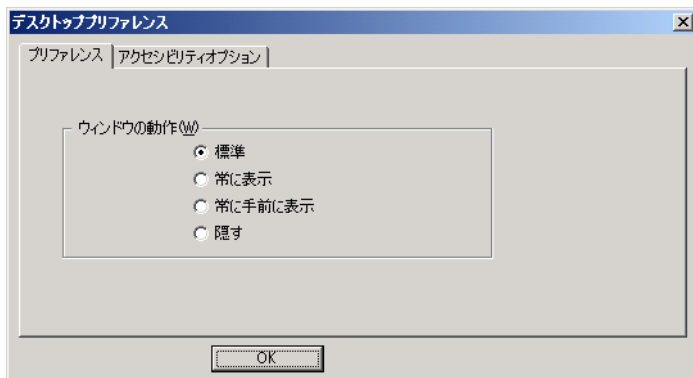 デスクトッププリファレンス
プリファレンス アクセシビリティオプション
ウィンドウの動作(W)
標準
常に表示
常に手前に表示
隠す
OK